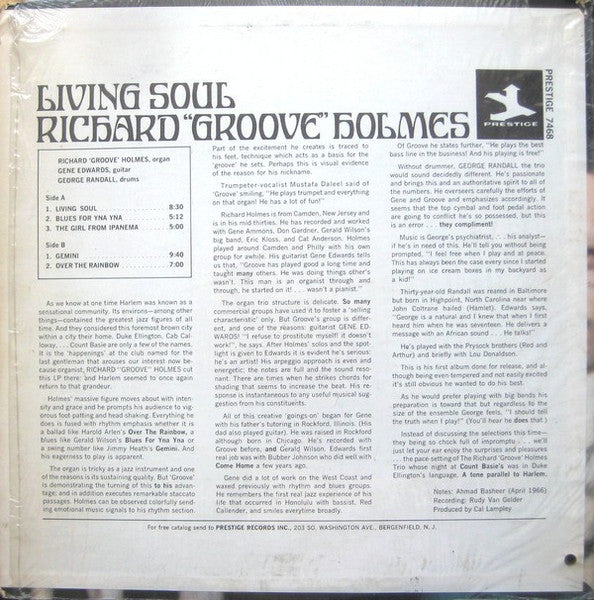 LIVING SOUL
RICHARD "GROOVE" HOLMES
PRESTIGE
PRESTIGE 7468
RICHARD 'GROOVE' HOLMES, organ
GENE EDWARDS, guitar
GEORGE RANDALL, drums
Side A
1. LIVING SOUL . . . . . . . . . . 8:30
2. BLUES FOR YNA YNA . . . . . . 5:12
3. THE GIRL FROM IPANEMA . . . . 5:00
Side B
1. GEMINI . . . . . . . . . . . . 9:40
2. OVER THE RAINBOW . . . . . . . 7:00
As we know at one time Harlem was known as a
sensational community. Its environs—among other
things—contained the greatest jazz figures of all
time. And they considered this foremost brown city
within a city their home. Duke Ellington, Cab Cal-
loway. . . . Count Basie are only a few of the names.
It is the 'happenings' at the club named for the
last gentleman that arouses our interest now be-
cause organist, RICHARD "GROOVE" HOLMES cut
this LP there: and Harlem seemed to once again
return to that grandeur.
Holmes' massive figure moves about with inten-
sity and grace and he prompts his audience to vig-
orous foot patting and head shaking. Everything he
does is fused with rhythm emphasis whether it is
a ballad like Harold Arlen's Over The Rainbow, a
blues like Gerald Wilson's Blues For Yna Yna or
a swing number like Jimmy Heath's Gemini. And
his eagerness to play is apparent.
The organ is tricky as a jazz instrument and one
of the reasons is its sustaining quality. But 'Groove'
is demonstrating the turning of this to his advan-
tage; and in addition executes remarkable staccato
passages. Holmes can be observed colorfully send-
ing emotional music signals to his rhythm section.
Part of the excitement he creates is traced to
his feet, technique which acts as a basis for the
'groove' he sets. Perhaps this is visual evidence
of the reason for his nickname.
Trumpeter-vocalist Mustafa Daleel said of
'Groove' smiling, "He plays trumpet and everything
on that organ! He has a lot of fun!"
Richard Holmes is from Camden, New Jersey and
is in his mid-thirties. He has recorded and worked
with Gene Ammons, Don Gardner, Gerald Wilson's
big band, Eric Kloss, and Cat Anderson. Holmes
played around Camden and Philly with his own
group for awhile. His guitarist Gene Edwards tells
us that, "Groove has played good a long time and
taught many others. He was doing things other's
wasn't. This man is an organist through and
through, he started on it! . . . wasn't a pianist."
The organ trio structure is delicate. So many
commercial groups have used it to foster a 'selling
characteristic' only. But Groove's group is differ-
ent, and one of the reasons: guitarist GENE ED-
WARDS! "I refuse to prostitute myself it doesn't
work!", he says. After Holmes' solos and the spot-
light is given to Edwards it is evident he's serious:
he's an artist! His arpeggio approach is even and
energetic; the notes are full and the sound reso-
nant. There are times when he strikes chords for
shading that seems to increase the beat. His re-
sponse is instantaneous to any useful musical sug-
gestion from his constituents.
All of this creative 'goings-on' began for Gene
with his father's tutoring in Rockford, Illinois. (His
dad also played guitar). He was raised in Rockford
although born in Chicago. He's recorded with
Groove before, and Gerald Wilson. Edwards first
real job was with Bubber Johnson who did well with
Come Home a few years ago.
Gene did a lot of work on the West Coast and
waxed previously with rhythm and blues groups.
He remembers the first real jazz experience of his
life that occurred in Honolulu with bassist, Red
Callender, and smiles everytime broadly.
Of Groove he states further, "He plays the best
bass line in the business! And his playing is free!"
Without drummer, GEORGE RANDALL, the trio
would sound decidedly different. He's passionate
and brings this and an authoritative spirit to all of
the numbers. He overseers carefully the efforts of
Gene and Groove and emphasizes accordingly. It
seems that the top cymbal and foot pedal action
are going to conflict he's so possessed, but this
is an error . . . they compliment!
Music is George's psychiatrist, . . . his analyst—
if he's in need of this. He'll tell you without being
prompted, "I feel free when I play and at peace.
This has always been the case every since I started
playing on ice cream boxes in my backyard as
a kid!"
Thirty-year-old Randall was reared in Baltimore
but born in Highpoint, North Carolina near where
John Coltrane hailed (Hamlet). Edwards says,
"George is a natural and I knew that when I first
heard him when he was seventeen. He delivers a
message with an African sound . . . He talks!"
He's played with the Prysock brothers (Red and
Arthur) and briefly with Lou Donaldson.
This is his first album done for release, and al-
though being even tempered and not easily excited
it's still obvious he wanted to do his best.
As he would prefer playing with big bands his
preparation is toward that but regardless to the
size of the ensemble George feels, "I should tell
the truth when I play!" (You'll hear he does that.)
Instead of discussing the selections this time—
they being so chock full of impromptu . . . we'll
just let your ear enjoy the surprises and pleasures
. . . the pace-setting of The Richard 'Groove' Holmes
Trio whose night at Count Basie's was in Duke
Ellington's language. A tone parallel to Harlem.
Notes: Ahmad Basheer (April 1966)
Recording: Rudy Van Gelder
Produced by Cal Lampley
For free catalog send to PRESTIGE RECORDS INC., 203 SO. WASHINGTON AVE., BERGENFIELD, N. J.